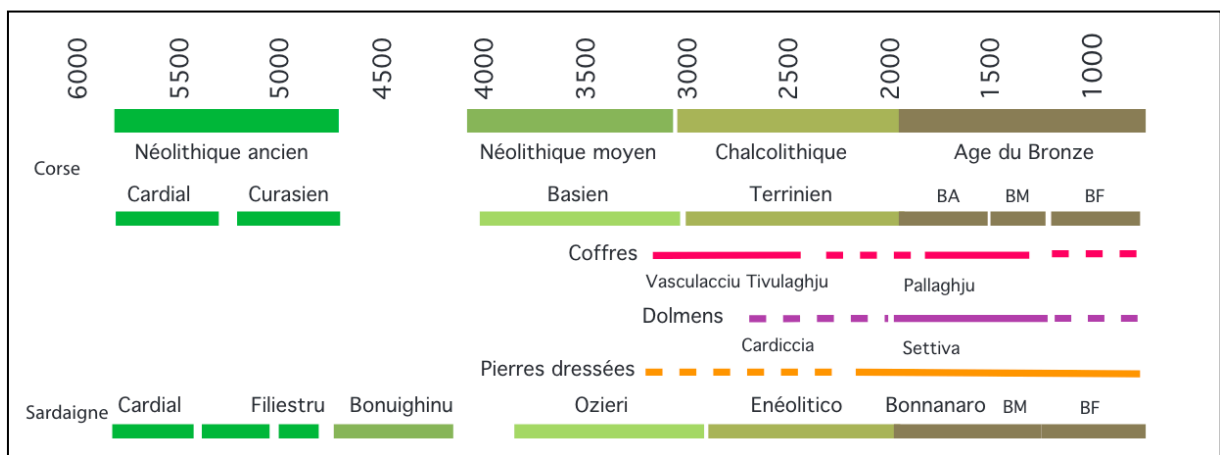 6000 5500 5000 4500 4000 3500 3000 2500 2000 1500 1000
Néolithique ancien Néolithique moyen Chalcolithique Age du Bronze
Corse
Cardial Curasien Basien Terrinien BA BM BF
Coffres
Vasculacciu Tivulaghju Pallaghju
Dolmens
Cardiccia Settiva
Pierres dressées
Sardaigne Cardial Filiestru Bonuighinu Ozieri Enéolitico Bonnanaro BM BF